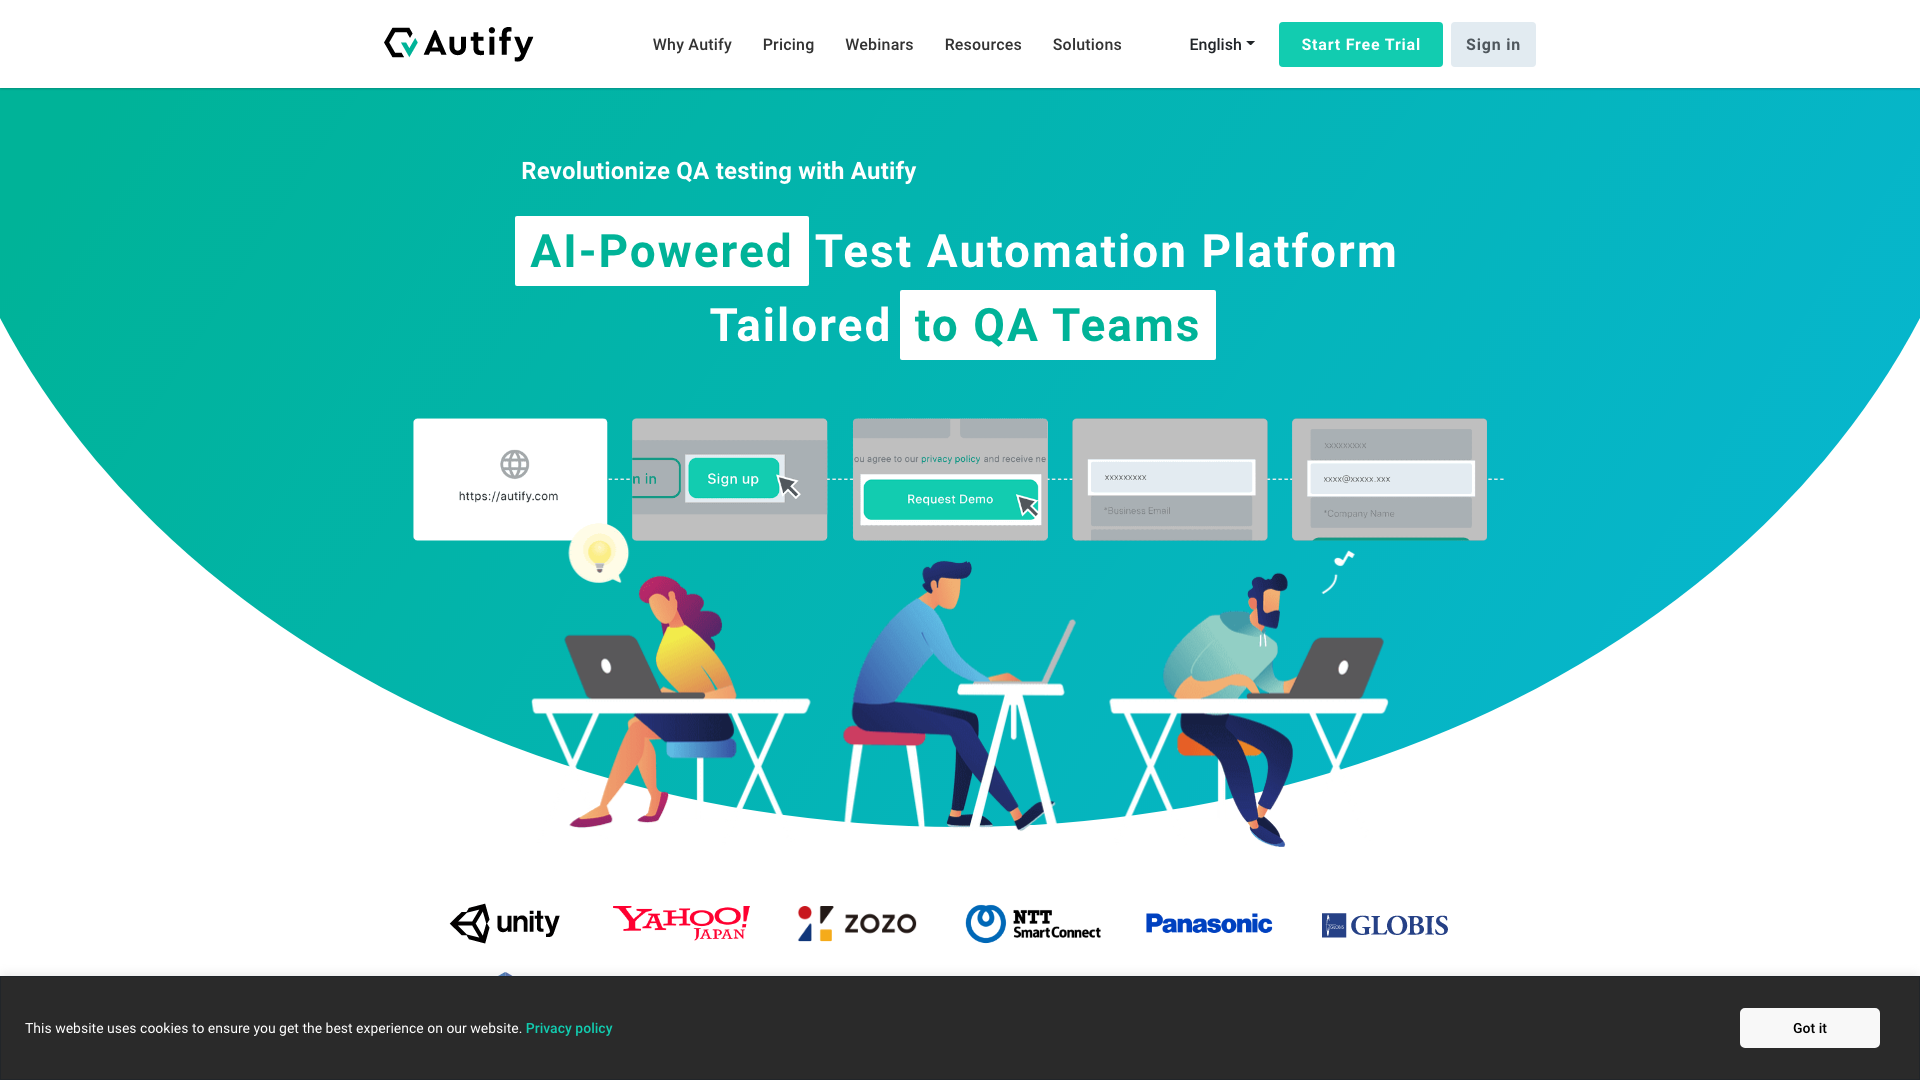 Autify
Why Autify
Pricing
Webinars
Resources
Solutions
English
Start Free Trial
Sign in
Revolutionize QA testing with Autify
AI-Powered Test Automation Platform
Tailored to QA Teams
https://autify.com
n in
Sign up
ou agree to our privacy policy and receive ne
Request Demo
xxxxxxxxx
*Business Email
xxxxxxxxx
xxxx@xxxxx.xxx
*Company Name
unity
YAHOO!
JAPAN
ZOZO
NTT
SmartConnect
Panasonic
GLOBIS
This website uses cookies to ensure you get the best experience on our website. Privacy policy
Got it